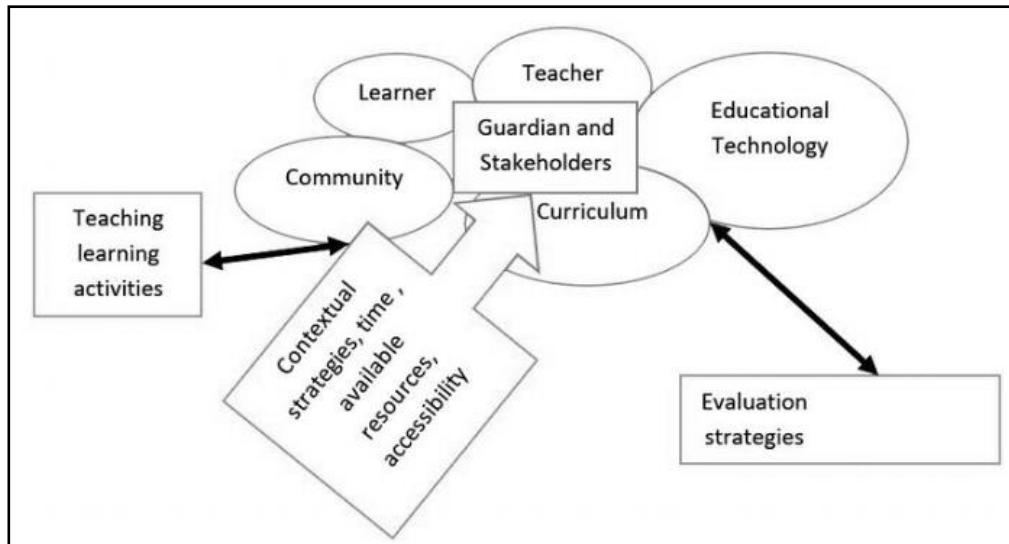 Teacher
Learner
Educational
Technology
Guardian and
Stakeholders
Community
Curriculum
Teaching
learning
activities
Contextual
strategies, time ,
available
resources,
accessibility
Evaluation
strategies